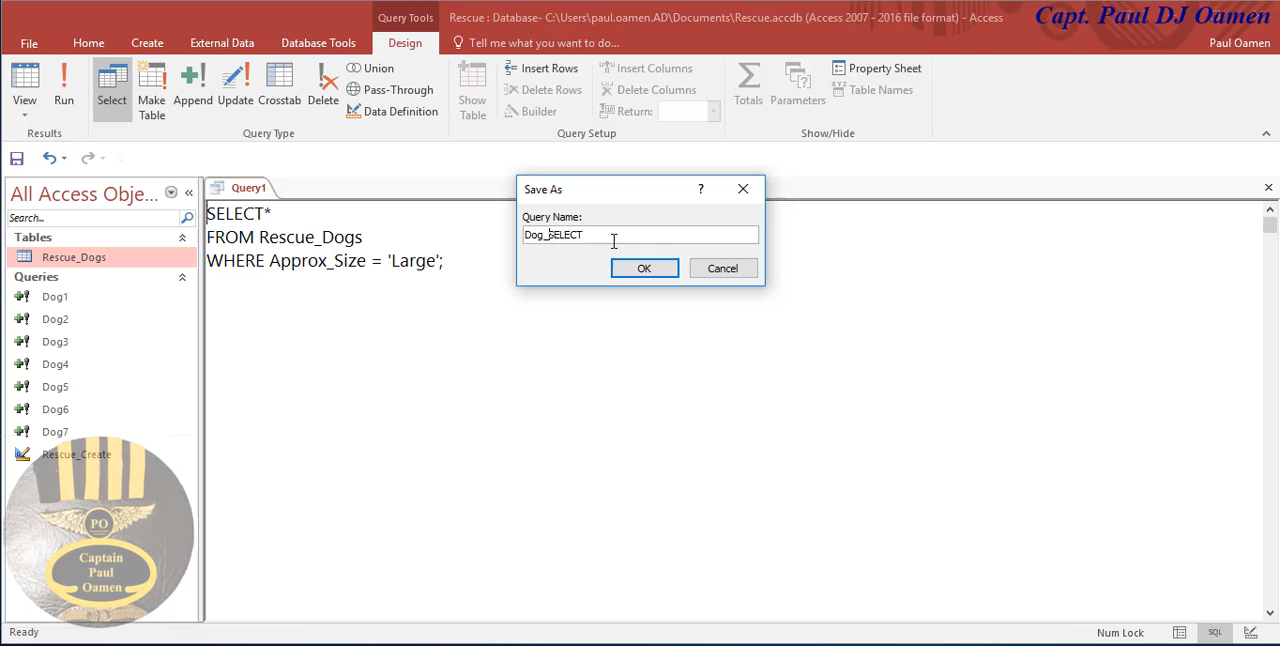 Query Tools
Rescue : Database- C:\Users\paul.oamen.AD\Documents\Rescue.accdb (Access 2007 - 2016 file format) - Access
Capt. Paul DJ Oamen
File
Home
Create
External Data
Database Tools
Design
Tell me what you want to do...
Paul Oamen
View
Run
Select
Make Table
Append
Update
Crosstab
Delete
Union
Pass-Through
Data Definition
Show Table
Insert Rows
Delete Rows
Builder
Insert Columns
Delete Columns
Return:
Totals
Parameters
Property Sheet
Table Names
Results
Query Type
Query Setup
Show/Hide
All Access Obje...
Search...
Tables
Rescue_Dogs
Queries
Dog1
Dog2
Dog3
Dog4
Dog5
Dog6
Dog7
Rescue_Create
PO
Captain
Paul
Oamen
Query1
SELECT*
FROM Rescue_Dogs
WHERE Approx_Size = 'Large';
Save As
?
Query Name:
Dog_SELECT
OK
Cancel
Ready
Num Lock
SQL